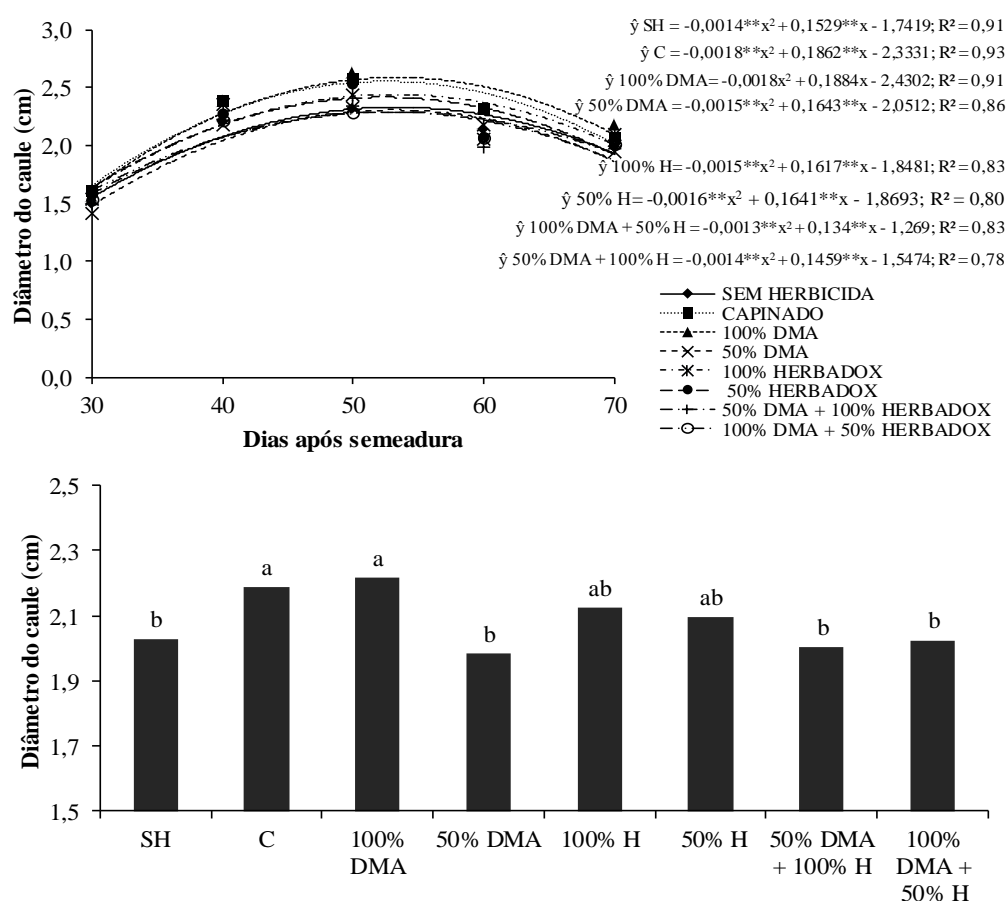 Diâmetro do caule (cm)
3,0
2,5
2,0
1,5
1,0
0,5
0,0
30
40
50
60
70
Dias após semeadura
ŷ SH = -0,0014**x² + 0,1529**x - 1,7419; R² = 0,91
ŷ C = -0,0018**x² + 0,1862**x - 2,3331; R² = 0,93
ŷ 100% DMA= -0,0018x² + 0,1884x - 2,4302; R² = 0,91
ŷ 50% DMA = -0,0015**x² + 0,1643**x - 2,0512; R² = 0,86
ŷ 100% H = -0,0015**x² + 0,1617**x - 1,8481; R² = 0,83
ŷ 50% H= -0,0016**x² + 0,1641**x - 1,8693; R² = 0,80
ŷ 100% DMA + 50% H = -0,0013**x² + 0,134**x - 1,269; R² = 0,83
ŷ 50% DMA + 100% H = -0,0014**x² + 0,1459**x - 1,5474; R² = 0,78
SEM HERBICIDA
CAPINADO
100% DMA
50% DMA
100% HERBADOX
50% HERBADOX
50% DMA + 100% HERBADOX
100% DMA + 50% HERBADOX
Diâmetro do caule (cm)
2,5
2,3
2,1
1,9
1,7
1,5
b
a
a
b
ab
ab
b
b
SH
C
100%
DMA
50% DMA
100% H
50% H
50% DMA
+ 100% H
100%
DMA +
50% H